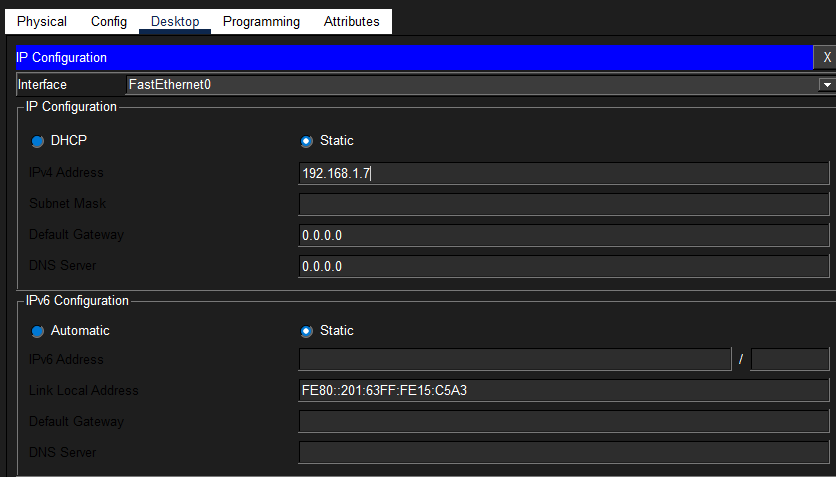 Physical Config Desktop Programming Attributes
IP Configuration X
Interface FastEthernet0
IP Configuration
DHCP Static
IPv4 Address 192.168.1.7
Subnet Mask
Default Gateway 0.0.0.0
DNS Server 0.0.0.0
IPv6 Configuration
Automatic Static
IPv6 Address /
Link Local Address FE80::201:63FF:FE15:C5A3
Default Gateway
DNS Server